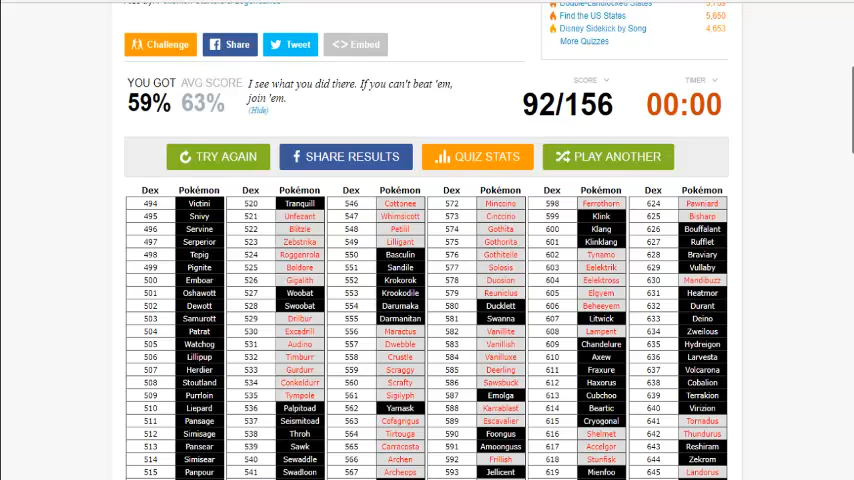 Double-Landlocked States 5,769
Find the US States 5,650
Disney Sidekick by Song 4,653
More Quizzes
Challenge Share Tweet <> Embed
YOU GOT AVG SCORE I see what you did there. If you can't beat 'em, SCORE TIMER
59% 63% join 'em. 92/156 00:00
(Hide)
TRY AGAIN SHARE RESULTS QUIZ STATS PLAY ANOTHER
Dex Pokémon Dex Pokémon Dex Pokémon Dex Pokémon Dex Pokémon Dex Pokémon
494 Victini 520 Tranquill 546 Cottonee 572 Minccino 598 Ferrothorn 624 Pawniard
495 Snivy 521 Unfezant 547 Whimsicott 573 Cinccino 599 Klink 625 Bisharp
496 Servine 522 Blitzle 548 Petilil 574 Gothita 600 Klang 626 Bouffalant
497 Serperior 523 Zebstrika 549 Lilligant 575 Gothorita 601 Klinklang 627 Rufflet
498 Tepig 524 Roggenrola 550 Basculin 576 Gothitelle 602 Tynamo 628 Braviary
499 Pignite 525 Boldore 551 Sandile 577 Solosis 603 Eelektrik 629 Vullaby
500 Emboar 526 Gigalith 552 Krokorok 578 Duosion 604 Eelektross 630 Mandibuzz
501 Oshawott 527 Woobat 553 Krookodile 579 Reuniclus 605 Elgyem 631 Heatmor
502 Dewott 528 Swoobat 554 Darumaka 580 Ducklett 606 Beheeyem 632 Durant
503 Samurott 529 Drilbur 555 Darmanitan 581 Swanna 607 Litwick 633 Deino
504 Patrat 530 Excadrill 556 Maractus 582 Vanillite 608 Lampent 634 Zweilous
505 Watchog 531 Audino 557 Dwebble 583 Vanillish 609 Chandelure 635 Hydreigon
506 Lillipup 532 Timburr 558 Crustle 584 Vanilluxe 610 Axew 636 Larvesta
507 Herdier 533 Gurdurr 559 Scraggy 585 Deerling 611 Fraxure 637 Volcarona
508 Stoutland 534 Conkeldurr 560 Scrafty 586 Sawsbuck 612 Haxorus 638 Cobalion
509 Purrloin 535 Tympole 561 Sigilyph 587 Emolga 613 Cubchoo 639 Terrakion
510 Liepard 536 Palpitoad 562 Yamask 588 Karrablast 614 Beartic 640 Virizion
511 Pansage 537 Seismitoad 563 Cofagrigus 589 Escavalier 615 Cryogonal 641 Tornadus
512 Simisage 538 Throh 564 Tirtouga 590 Foongus 616 Shelmet 642 Thundurus
513 Pansear 539 Sawk 565 Carracosta 591 Amoonguss 617 Accelgor 643 Reshiram
514 Simisear 540 Sewaddle 566 Archen 592 Frillish 618 Stunfisk 644 Zekrom
515 Panpour 541 Swadloon 567 Archeops 593 Jellicent 619 Mienfoo 645 Landorus